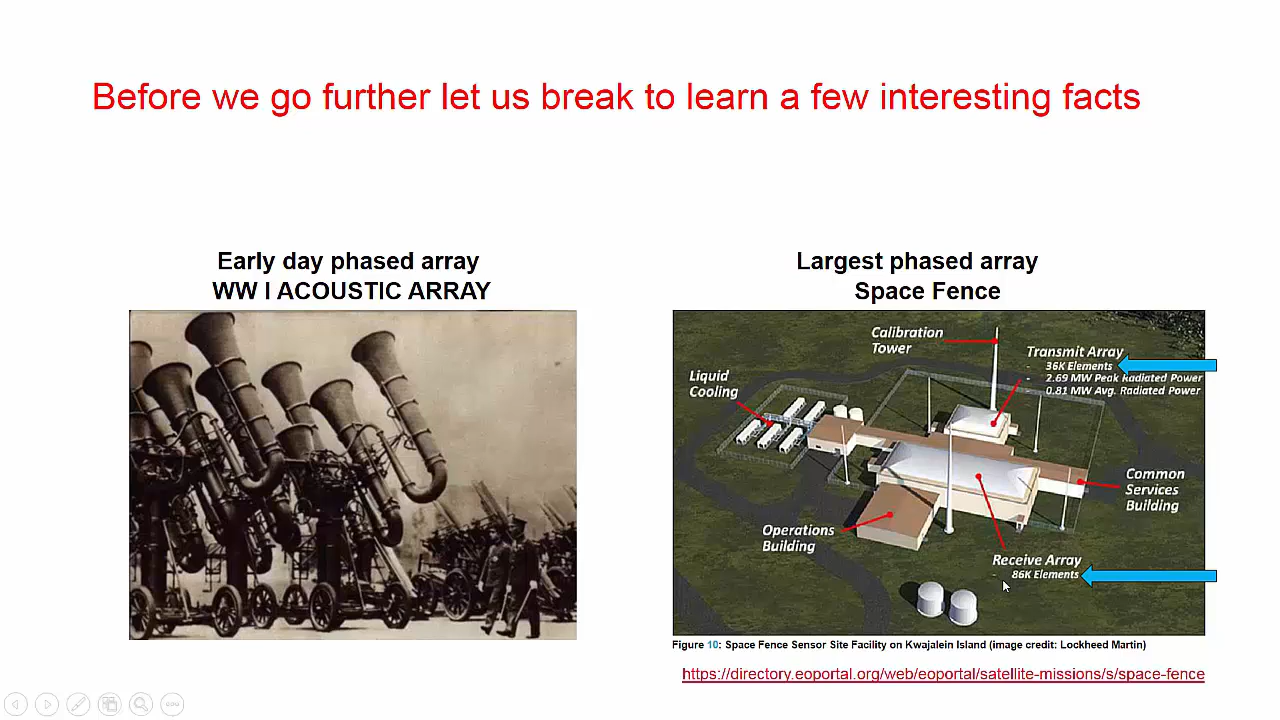 Before we go further let us break to learn a few interesting facts
Early day phased array
WW I ACOUSTIC ARRAY
Largest phased array
Space Fence
Calibration
Tower
Transmit Array
- 36K Elements
- 2.69 MW Peak Radiated Power
0.81 MW Avg. Radiated Power
Liquid
Cooling
Common
Services
Building
Operations
Building
Receive Array
- 86K Elements
Figure 10: Space Fence Sensor Site Facility on Kwajalein Island (image credit: Lockheed Martin)
https://directory.eoportal.org/web/eoportal/satellite-missions/s/space-fence